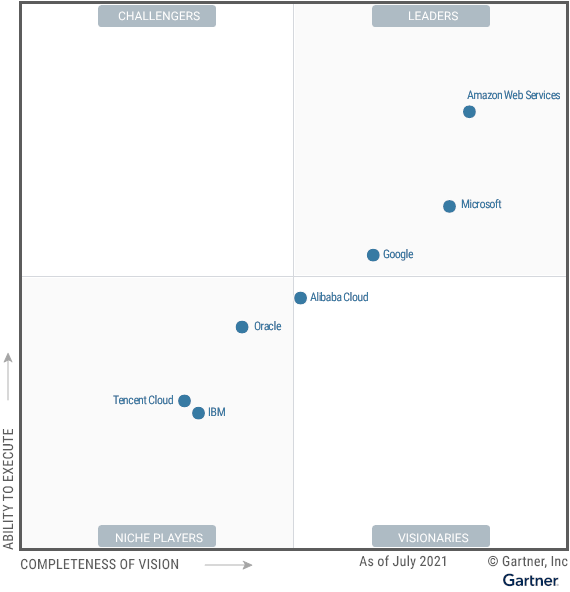 CHALLENGERS
LEADERS
Amazon Web Services
Microsoft
Google
Alibaba Cloud
Oracle
Tencent Cloud
IBM
ABILITY TO EXECUTE
NICHE PLAYERS
VISIONARIES
COMPLETENESS OF VISION
As of July 2021
© Gartner, Inc
Gartner